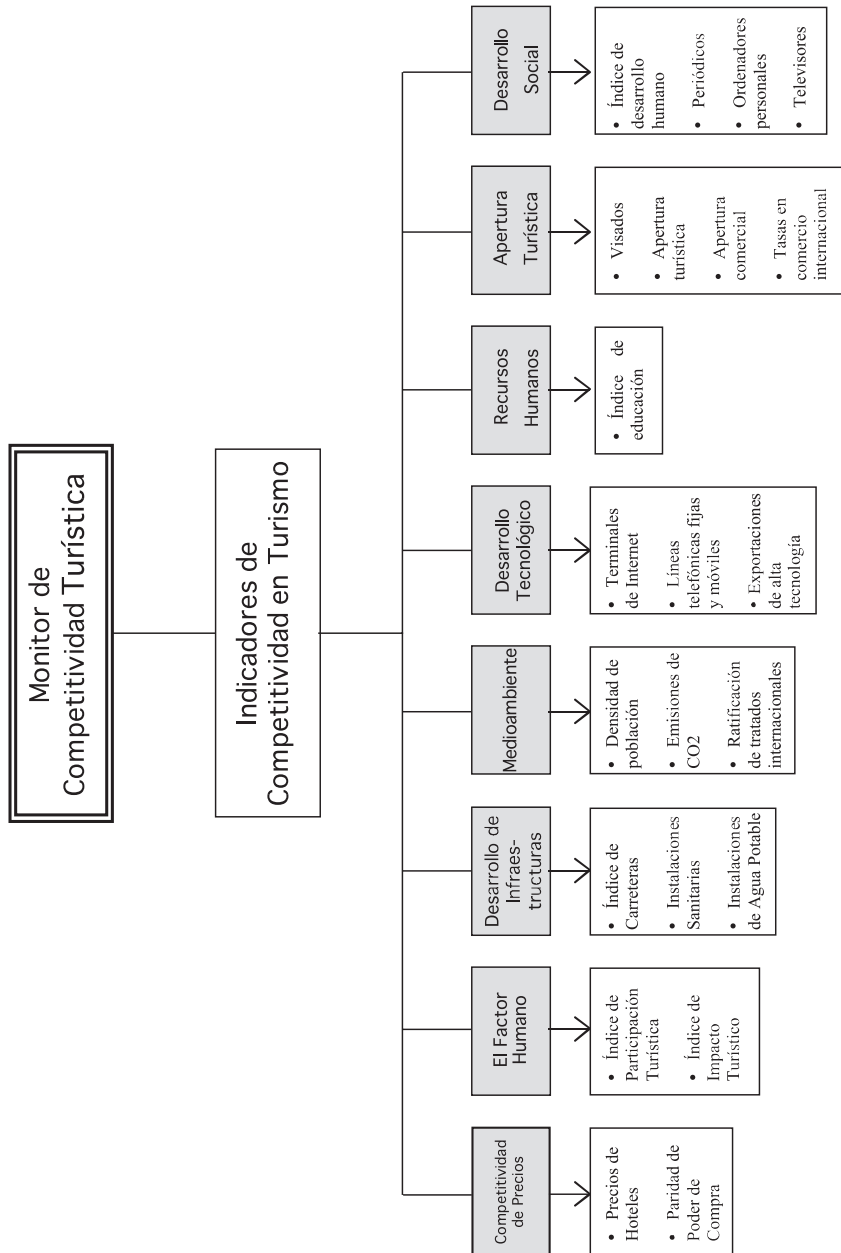 Monitor de
Competitividad Turística
Indicadores de
Competitividad en Turismo
Competitividad
de Precios
El Factor
Humano
Desarrollo de
Infraes-
tructuras
Medioambiente
Desarrollo
Tecnológico
Recursos
Humanos
Apertura
Turística
Desarrollo
Social
• Precios de
Hoteles
• Paridad de
Poder de
Compra
• Índice de
Participación
Turística
• Índice de
Impacto
Turístico
• Índice de
Carreteras
• Instalaciones
Sanitarias
• Instalaciones
de Agua Potable
• Densidad de
población
• Emisiones de
CO2
• Ratificación
de tratados
internacionales
• Terminales
de Internet
• Líneas
telefónicas fijas
y móviles
• Exportaciones
de alta
tecnología
• Índice de
educación
• Visados
• Apertura
turística
• Apertura
comercial
• Tasas en
comercio
internacional
• Índice de
desarrollo
humano
• Periódicos
• Ordenadores
personales
• Televisores